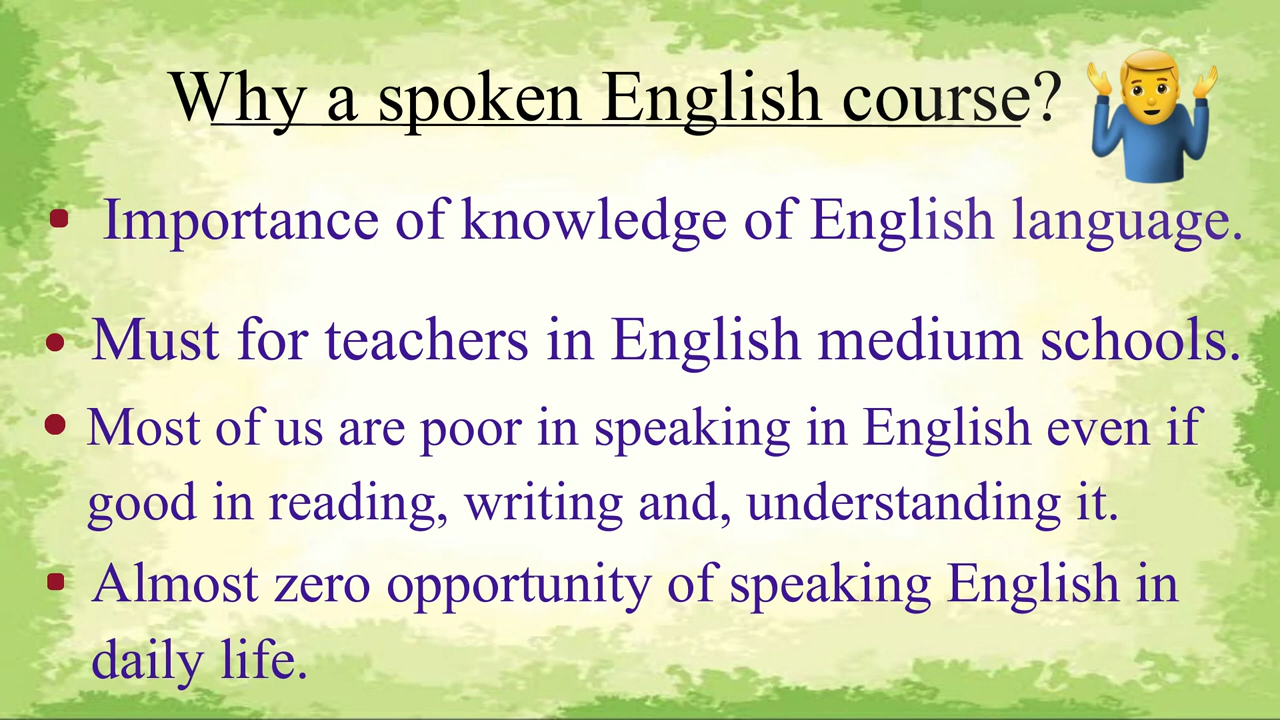 Why a spoken English course?
Importance of knowledge of English language.
Must for teachers in English medium schools.
Most of us are poor in speaking in English even if
good in reading, writing and, understanding it.
Almost zero opportunity of speaking English in
daily life.